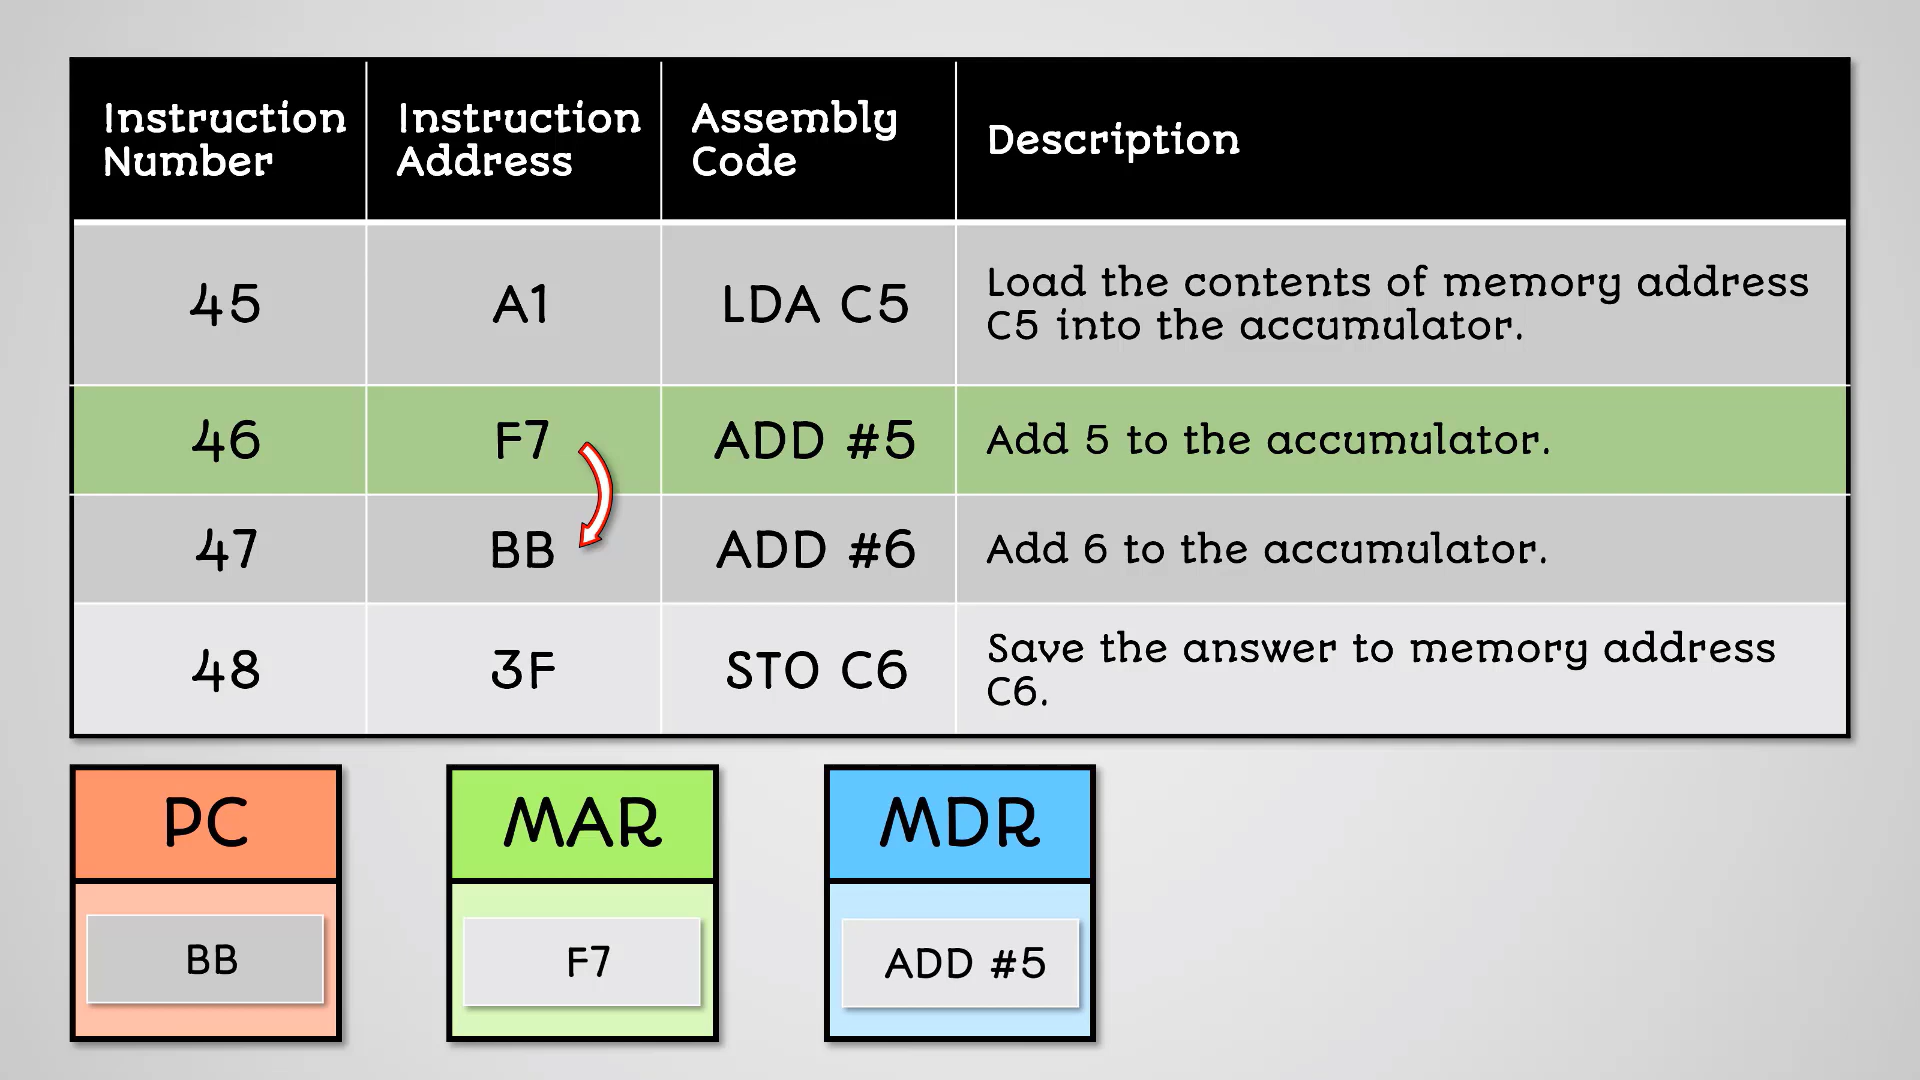 Instruction Number
Instruction Address
Assembly Code
Description
45
A1
LDA C5
Load the contents of memory address
C5 into the accumulator.
46
F7
ADD #5
Add 5 to the accumulator.
47
BB
ADD #6
Add 6 to the accumulator.
48
3F
STO C6
Save the answer to memory address
C6.
PC
MAR
MDR
BB
F7
ADD #5